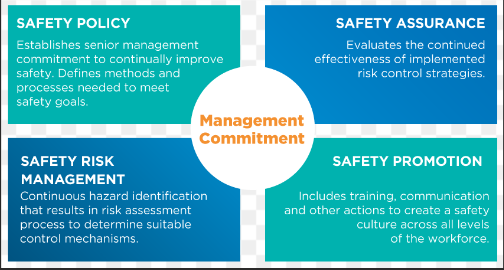 SAFETY POLICY
Establishes senior management
commitment to continually improve
safety. Defines methods and
processes needed to meet
safety goals.
SAFETY ASSURANCE
Evaluates the continued
effectiveness of implemented
risk control strategies.
Management
Commitment
SAFETY RISK
MANAGEMENT
Continuous hazard identification
that results in risk assessment
process to determine suitable
control mechanisms.
SAFETY PROMOTION
Includes training, communication
and other actions to create a safety
culture across all levels
of the workforce.